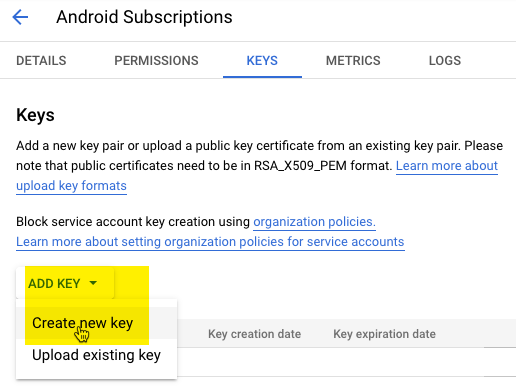 Android Subscriptions
DETAILS PERMISSIONS KEYS METRICS LOGS
Keys
Add a new key pair or upload a public key certificate from an existing key pair. Please
note that public certificates need to be in RSA_X509_PEM format. Learn more about
upload key formats
Block service account key creation using organization policies.
Learn more about setting organization policies for service accounts
ADD KEY
Create new key
Key creation date Key expiration date
Upload existing key